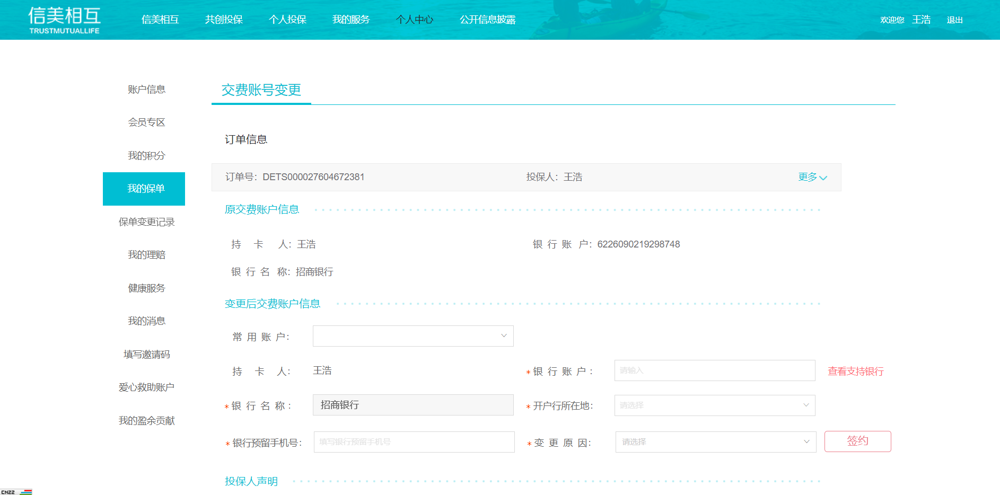 信美相互
TRUSTMUTUALLIFE
信美相互 共创投保 个人投保 我的服务 个人中心 公开信息披露 欢迎您 王浩 退出
账户信息
会员专区
我的积分
我的保单
保单变更记录
我的理赔
健康服务
我的消息
填写邀请码
爱心救助账户
我的盈余贡献
交费账号变更
订单信息
订单号：DETS000027604672381 投保人：王浩 更多
原交费账户信息
持 卡 人：王浩 银 行 账 户：6226090219298748
银 行 名 称：招商银行
变更后交费账户信息
常 用 账 户：
持 卡 人： 王浩 *银 行 账 户： 请输入 查看支持银行
*银 行 名 称： 招商银行 *开户行所在地： 请选择
*银行预留手机号： 填写银行预留手机号 *变 更 原 因： 请选择 签约
投保人声明
CNZZ